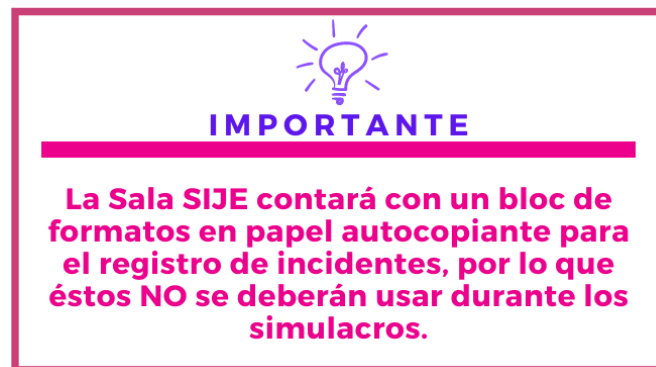 IMPORTANTE
La Sala SIJE contará con un bloc de
formatos en papel autocopiante para
el registro de incidentes, por lo que
éstos NO se deberán usar durante los
simulacros.